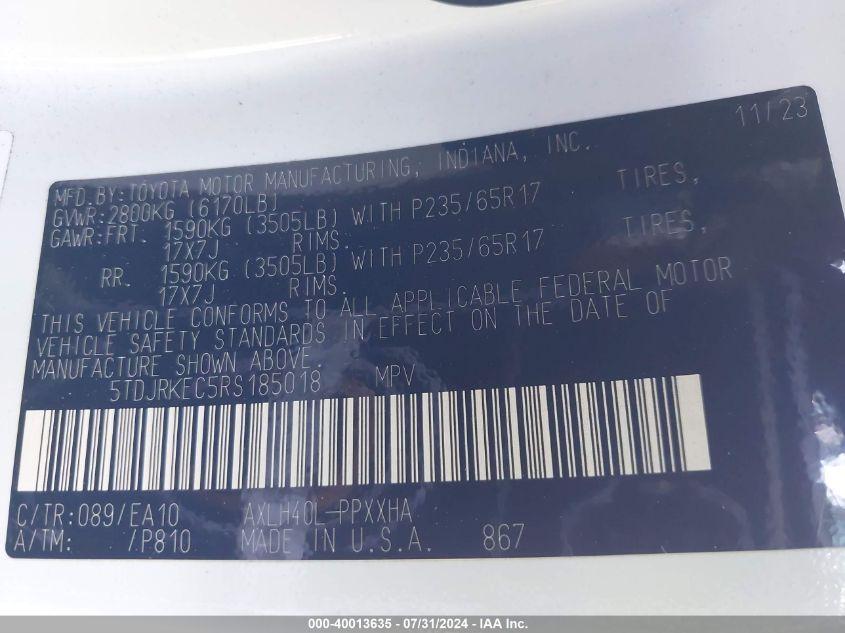 11/23
MFD.BY:TOYOTA MOTOR MANUFACTURING, INDIANA, INC.
GVWR:2800KG (6170LB)
GAWR:FRT. 1590KG (3505LB) WITH P235/65R17 TIRES,
17X7J RIMS.
RR. 1590KG (3505LB) WITH P235/65R17 TIRES,
17X7J RIMS.
THIS VEHICLE CONFORMS TO ALL APPLICABLE FEDERAL MOTOR
VEHICLE SAFETY STANDARDS IN EFFECT ON THE DATE OF
MANUFACTURE SHOWN ABOVE.
5TDJRKEC5RS185018 MPV
C/TR:089/EA10 AXLH40L-PPXXHA
A/TM: /P810 MADE IN U.S.A. 867
000-40013635 - 07/31/2024 - IAA Inc.